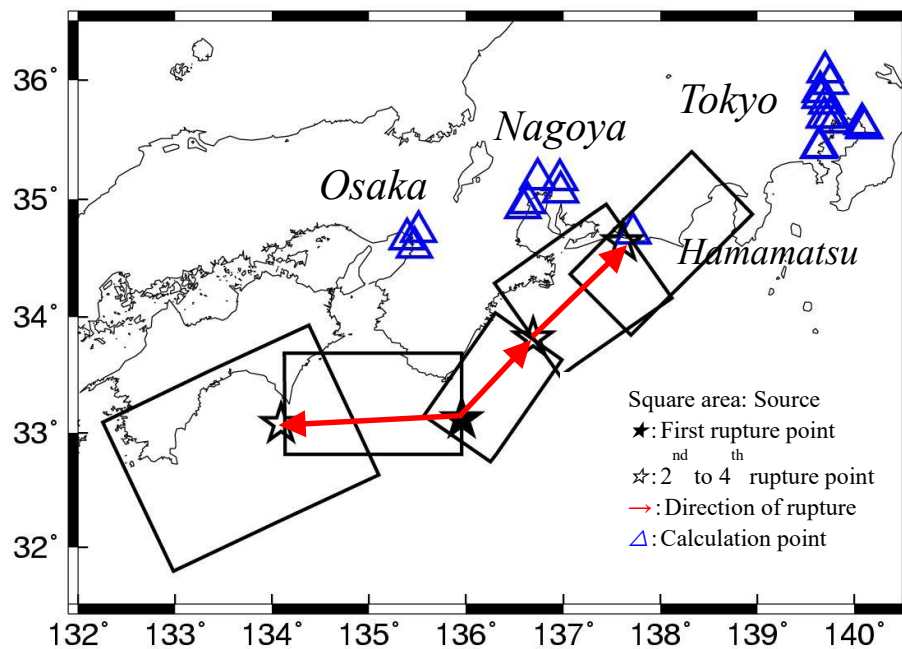 36°
35°
34°
33°
32°
132°
133°
134°
135°
136°
137°
138°
139°
140°
Tokyo
Nagoya
Osaka
Hamamatsu
Square area: Source
★: First rupture point
☆: 2nd to 4th rupture point
→: Direction of rupture
△: Calculation point